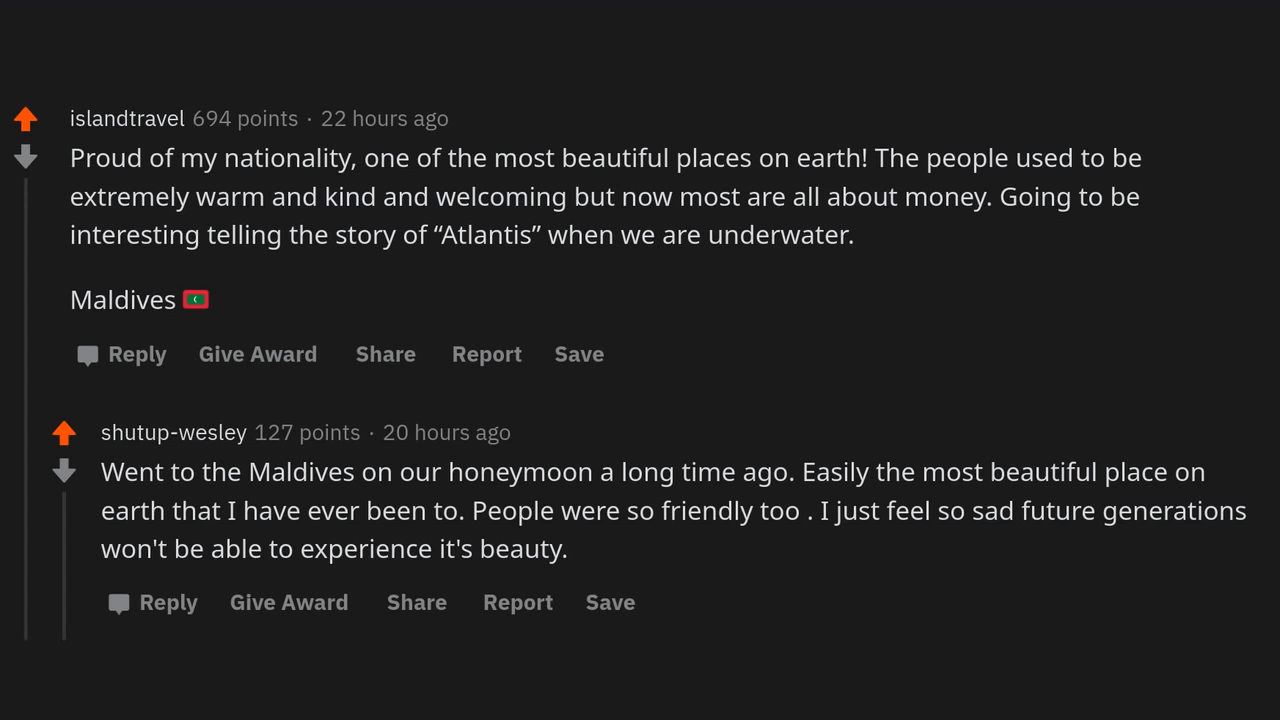 islandtravel 694 points · 22 hours ago
Proud of my nationality, one of the most beautiful places on earth! The people used to be
extremely warm and kind and welcoming but now most are all about money. Going to be
interesting telling the story of “Atlantis” when we are underwater.
Maldives 🇲🇻
Reply Give Award Share Report Save
shutup-wesley 127 points · 20 hours ago
Went to the Maldives on our honeymoon a long time ago. Easily the most beautiful place on
earth that I have ever been to. People were so friendly too . I just feel so sad future generations
won't be able to experience it's beauty.
Reply Give Award Share Report Save